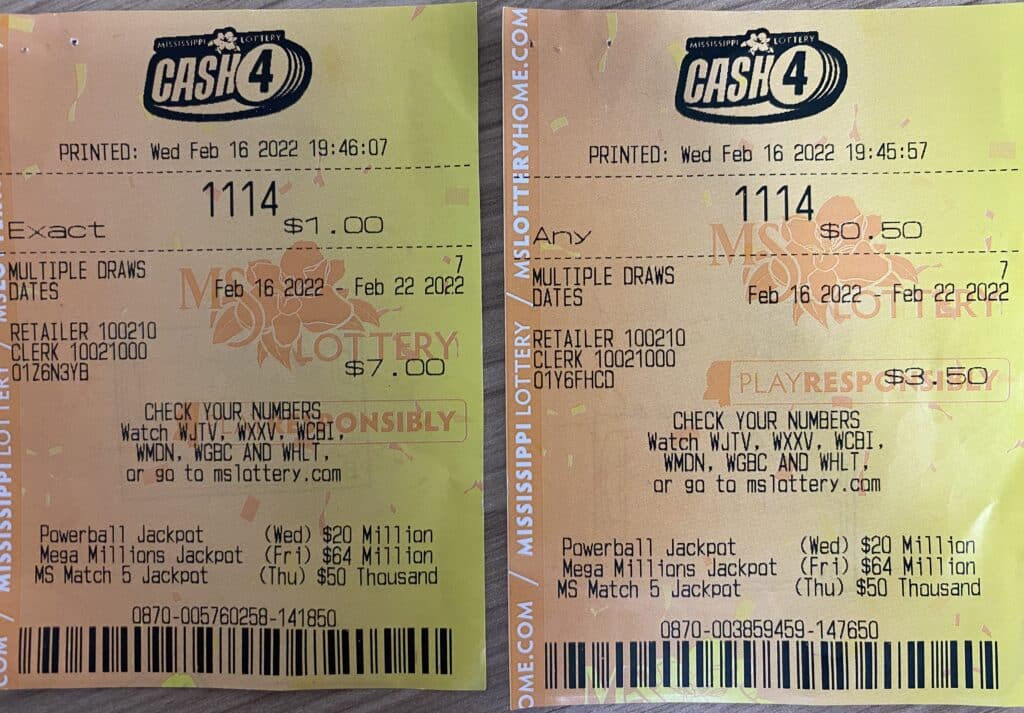 MISSISSIPPI LOTTERY
CASH 4
PRINTED: Wed Feb 16 2022 19:46:07
1114
Exact $1.00
7
MULTIPLE DRAWS
DATES Feb 16 2022 - Feb 22 2022
MS
LOTTERY
RETAILER 100210
CLERK 10021000
01Z6N3YB $7.00
RESPONSIBLY
CHECK YOUR NUMBERS
Watch WJTV, WXXV, WCBI,
WMDN, WGBC AND WHLT,
or go to mslottery.com
Powerball Jackpot (Wed) $20 Million
Mega Millions Jackpot (Fri) $64 Million
MS Match 5 Jackpot (Thu) $50 Thousand
0870-005760258-141850
.COM / MISSISSIPPI LOTTERY /
MISSISSIPPI LOTTERY
CASH 4
PRINTED: Wed Feb 16 2022 19:45:57
1114
Any $0.50
7
MULTIPLE DRAWS
DATES Feb 16 2022 - Feb 22 2022
MS
LOTTERY
RETAILER 100210
CLERK 10021000
01Y6FHCD $3.50
PLAYRESPONSIBLY
CHECK YOUR NUMBERS
Watch WJTV, WXXV, WCBI,
WMDN, WGBC AND WHLT,
or go to mslottery.com
Powerball Jackpot (Wed) $20 Million
Mega Millions Jackpot (Fri) $64 Million
MS Match 5 Jackpot (Thu) $50 Thousand
0870-003859459-147650
OME.COM / MISSISSIPPI LOTTERY / MSLOTTERYHOME.COM